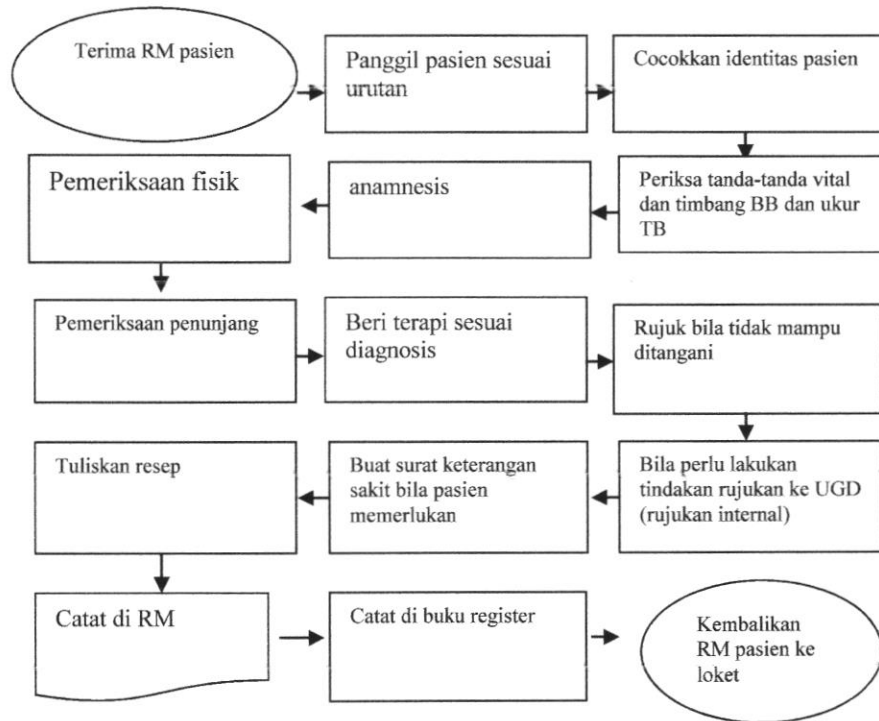 Terima RM pasien
Panggil pasien sesuai
urutan
Cocokkan identitas pasien
Periksa tanda-tanda vital
dan timbang BB dan ukur
TB
anamnesis
Pemeriksaan fisik
Pemeriksaan penunjang
Beri terapi sesuai
diagnosis
Rujuk bila tidak mampu
ditangani
Bila perlu lakukan
tindakan rujukan ke UGD
(rujukan internal)
Buat surat keterangan
sakit bila pasien
memerlukan
Tuliskan resep
Catat di RM
Catat di buku register
Kembalikan
RM pasien ke
loket